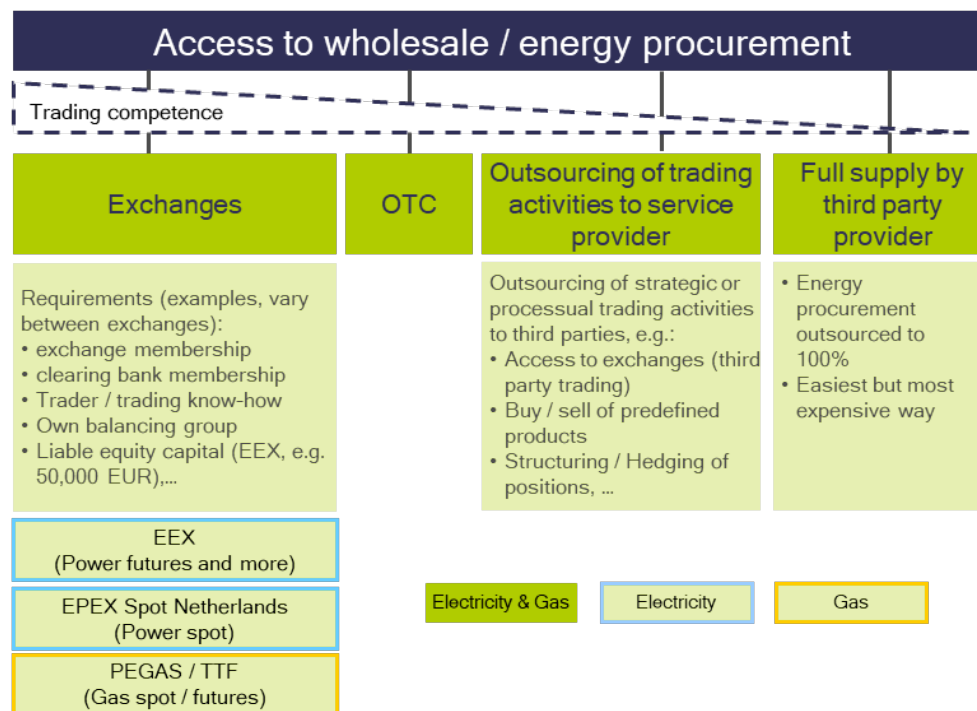 Access to wholesale / energy procurement
Trading competence
Exchanges
OTC
Outsourcing of trading
activities to service
provider
Full supply by
third party
provider
Requirements (examples, vary
between exchanges):
• exchange membership
• clearing bank membership
• Trader / trading know-how
• Own balancing group
• Liable equity capital (EEX, e.g.
50,000 EUR),...
Outsourcing of strategic or
processual trading activities
to third parties, e.g.:
• Access to exchanges (third
party trading)
• Buy / sell of predefined
products
• Structuring / Hedging of
positions, ...
• Energy
procurement
outsourced to
100%
• Easiest but most
expensive way
EEX
(Power futures and more)
EPEX Spot Netherlands
(Power spot)
PEGAS / TTF
(Gas spot / futures)
Electricity & Gas
Electricity
Gas